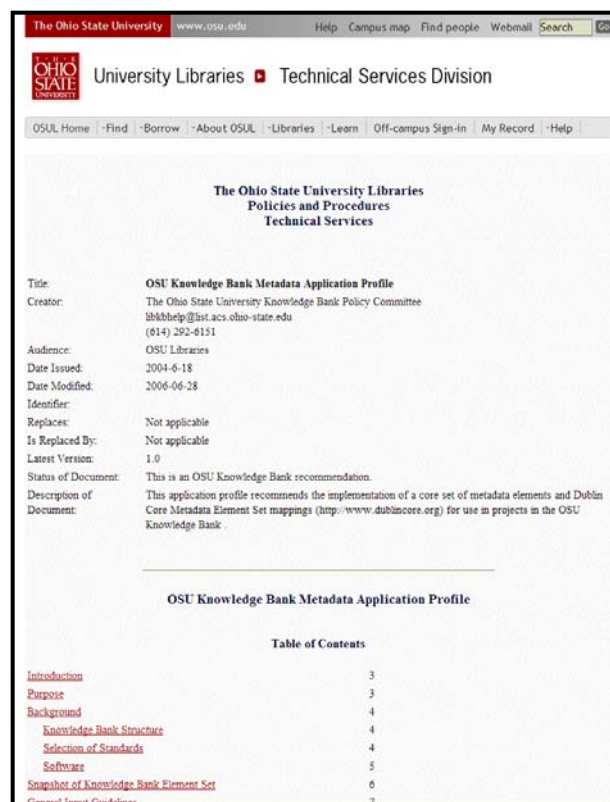 The Ohio State University www.osu.edu Help Campus map Find people Webmail Search Go
T·H·E
OHIO
STATE
UNIVERSITY
University Libraries Technical Services Division
OSUL Home -Find -Borrow -About OSUL -Libraries -Learn Off-campus Sign-in My Record -Help
The Ohio State University Libraries
Policies and Procedures
Technical Services
Title: OSU Knowledge Bank Metadata Application Profile
Creator: The Ohio State University Knowledge Bank Policy Committee
libkbhelp@list.acs.ohio-state.edu
(614) 292-6151
Audience: OSU Libraries
Date Issued: 2004-6-18
Date Modified: 2006-06-28
Identifier:
Replaces: Not applicable
Is Replaced By: Not applicable
Latest Version: 1.0
Status of Document: This is an OSU Knowledge Bank recommendation.
Description of This application profile recommends the implementation of a core set of metadata elements and Dublin
Document: Core Metadata Element Set mappings (http://www.dublincore.org) for use in projects in the OSU
Knowledge Bank .
OSU Knowledge Bank Metadata Application Profile
Table of Contents
Introduction 3
Purpose 3
Background 4
Knowledge Bank Structure 4
Selection of Standards 4
Software 5
Snapshot of Knowledge Bank Element Set 6
General Input Guidelines 7